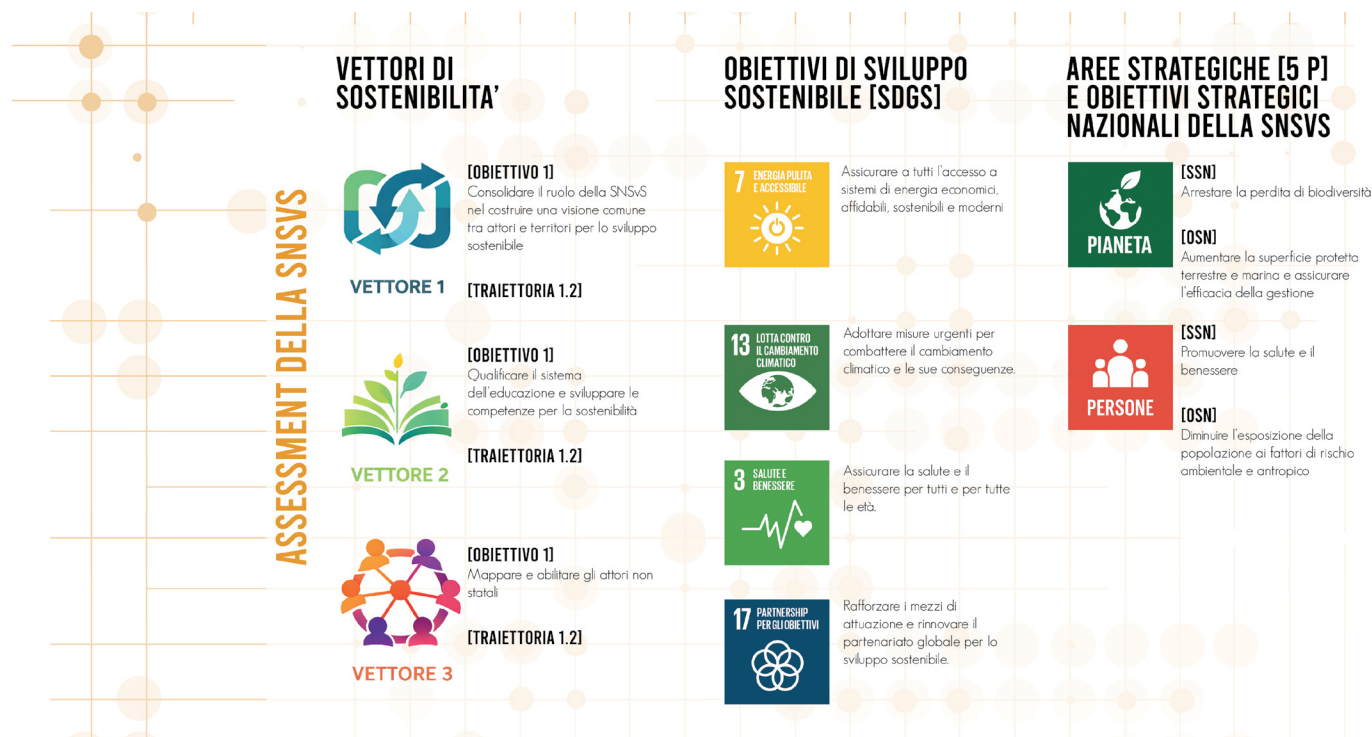 ASSESSMENT DELLA SNSVS
VETTORI DI
SOSTENIBILITA'
[OBIETTIVO 1]
Consolidare il ruolo della SNSvS
nel costruire una visione comune
tra attori e territori per lo sviluppo
sostenibile
VETTORE 1
[TRAIETTORIA 1.2]
[OBIETTIVO 1]
Qualificare il sistema
dell'educazione e sviluppare le
competenze per la sostenibilità
VETTORE 2
[TRAIETTORIA 1.2]
[OBIETTIVO 1]
Mappare e abilitare gli attori non
statali
[TRAIETTORIA 1.2]
VETTORE 3
OBIETTIVI DI SVILUPPO
SOSTENIBILE [SDGS]
7 ENERGIA PULITA
E ACCESSIBILE
Assicurare a tutti l'accesso a
sistemi di energia economici,
affidabili, sostenibili e moderni
13 LOTTA CONTRO
IL CAMBIAMENTO
CLIMATICO
Adottare misure urgenti per
combattere il cambiamento
climatico e le sue conseguenze.
3 SALUTE E
BENESSERE
Assicurare la salute e il
benessere per tutti e per tutte
le età.
17 PARTNERSHIP
PER GLI OBIETTIVI
Rafforzare i mezzi di
attuazione e rinnovare il
partenariato globale per lo
sviluppo sostenibile.
AREE STRATEGICHE [5 P]
E OBIETTIVI STRATEGICI
NAZIONALI DELLA SNSVS
PIANETA
[SSN]
Arrestare la perdita di biodiversità
[OSN]
Aumentare la superficie protetta
terrestre e marina e assicurare
l'efficacia della gestione
PERSONE
[SSN]
Promuovere la salute e il
benessere
[OSN]
Diminuire l'esposizione della
popolazione ai fattori di rischio
ambientale e antropico